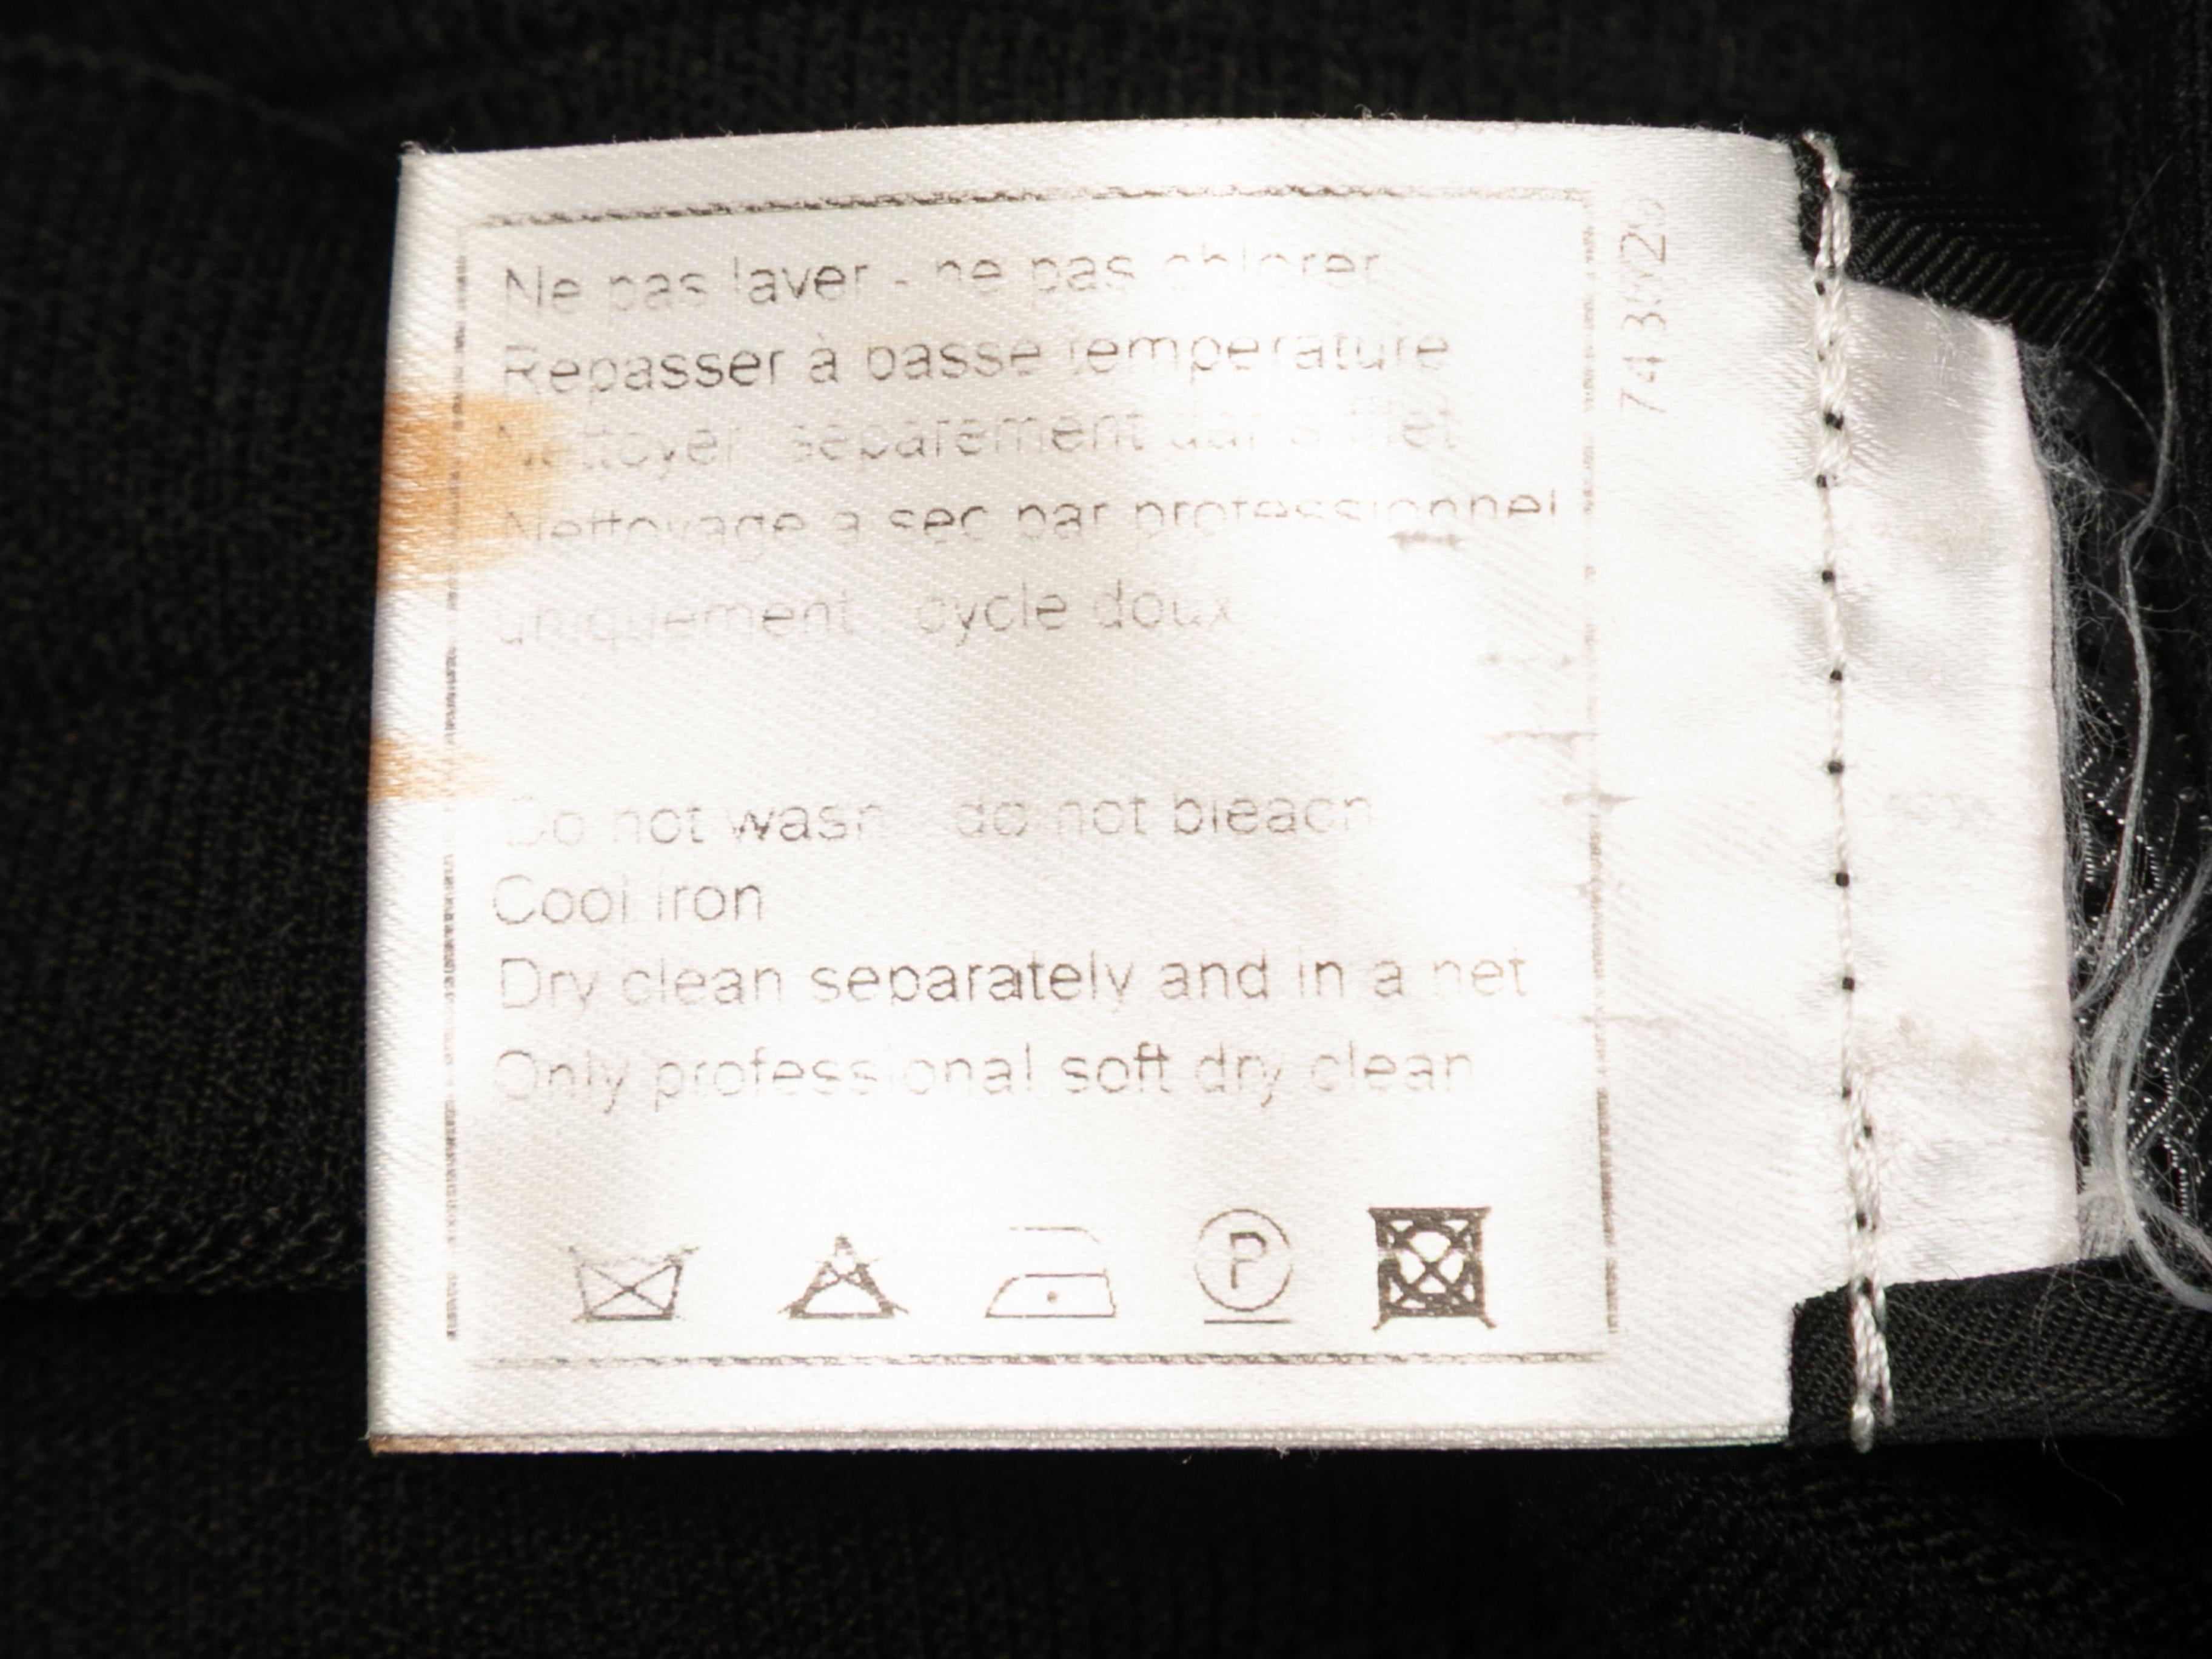 Ne pas laver - ne pas chlorer
Repasser à basse température
Nettoyer séparément dans filet
Nettoyage à sec par professionnel
uniquement cycle doux
Do not wash do not bleach
Cool iron
Dry clean separately and in a net
Only professional soft dry clean
P